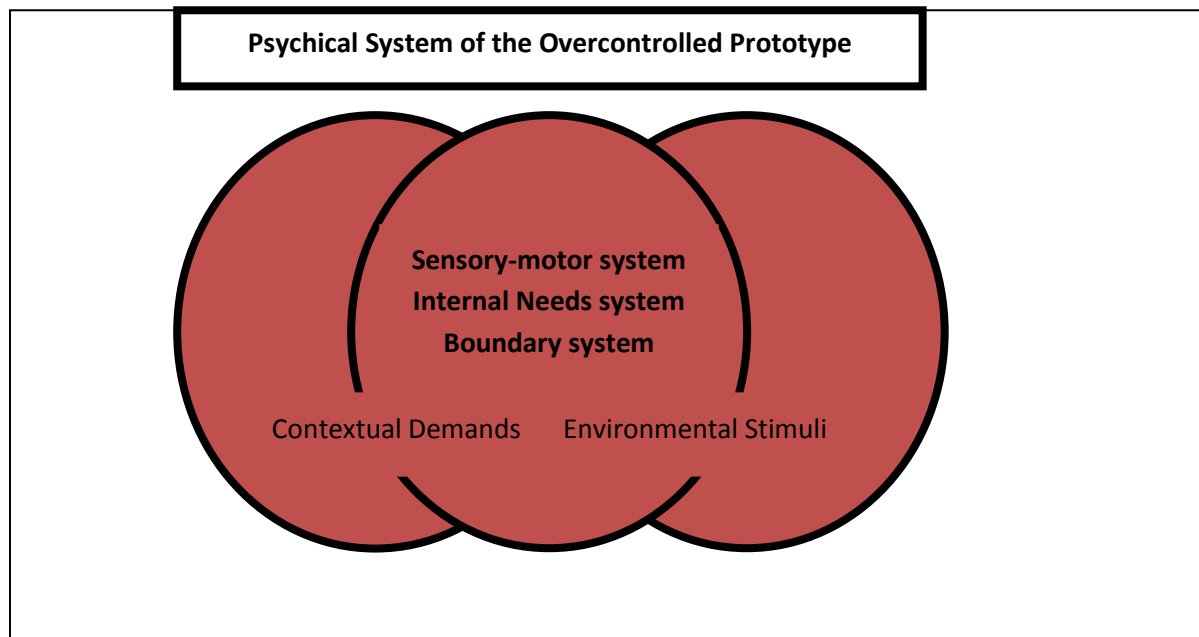 Psychical System of the Overcontrolled Prototype
Sensory-motor system
Internal Needs system
Boundary system
Contextual Demands Environmental Stimuli